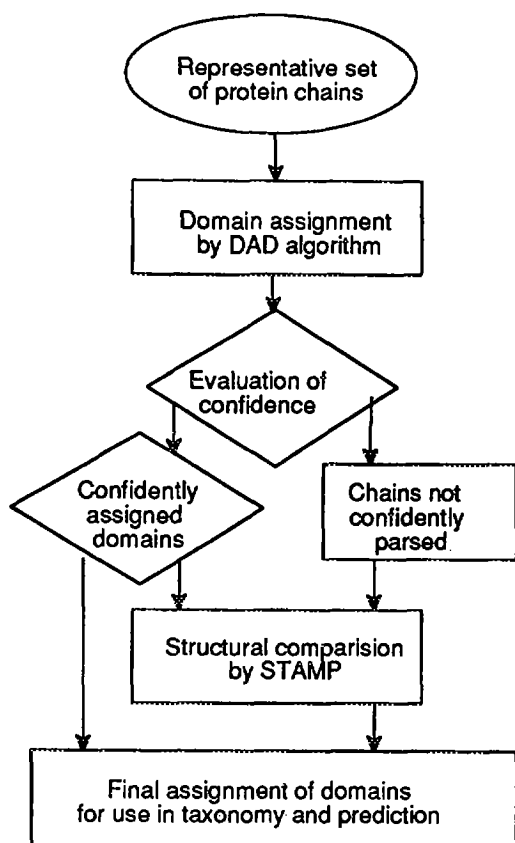 Representative set
of protein chains
Domain assignment
by DAD algorithm
Evaluation of
confidence
Confidently
assigned
domains
Chains not
confidently
parsed
Structural comparision
by STAMP
Final assignment of domains
for use in taxonomy and prediction